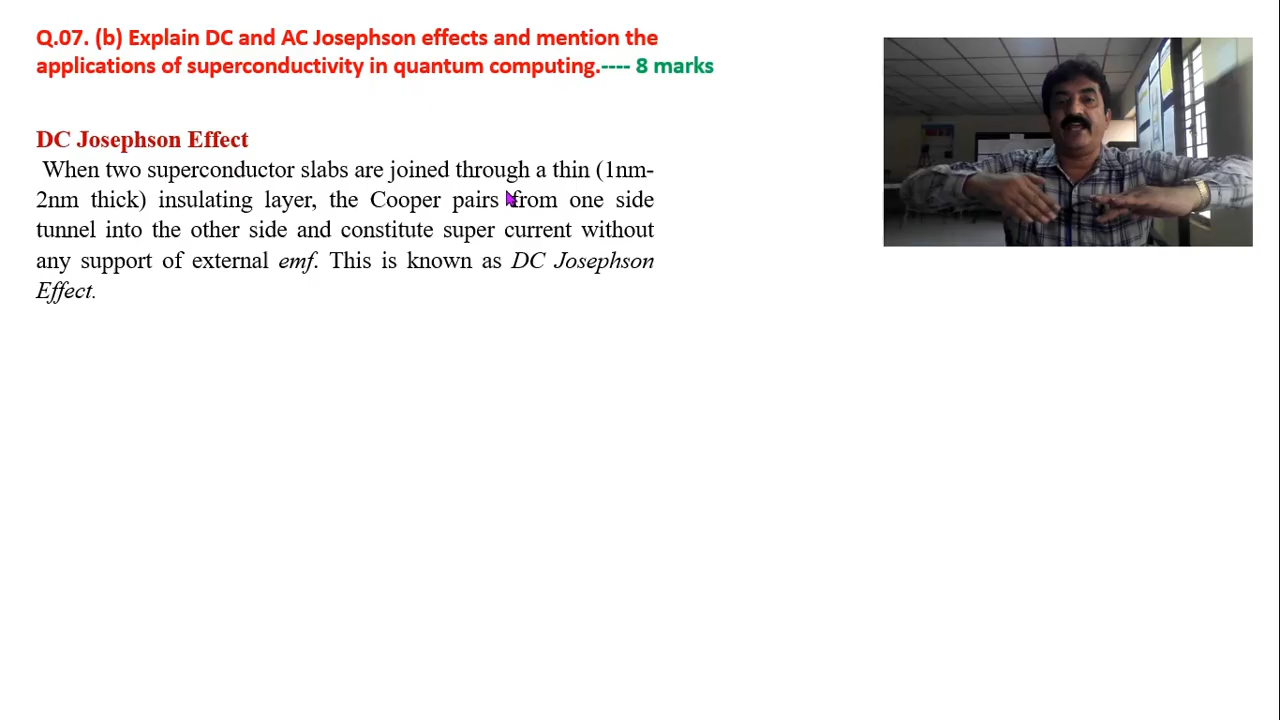 Q.07. (b) Explain DC and AC Josephson effects and mention the
applications of superconductivity in quantum computing.---- 8 marks
DC Josephson Effect
When two superconductor slabs are joined through a thin (1nm-
2nm thick) insulating layer, the Cooper pairs from one side
tunnel into the other side and constitute super current without
any support of external emf. This is known as DC Josephson
Effect.